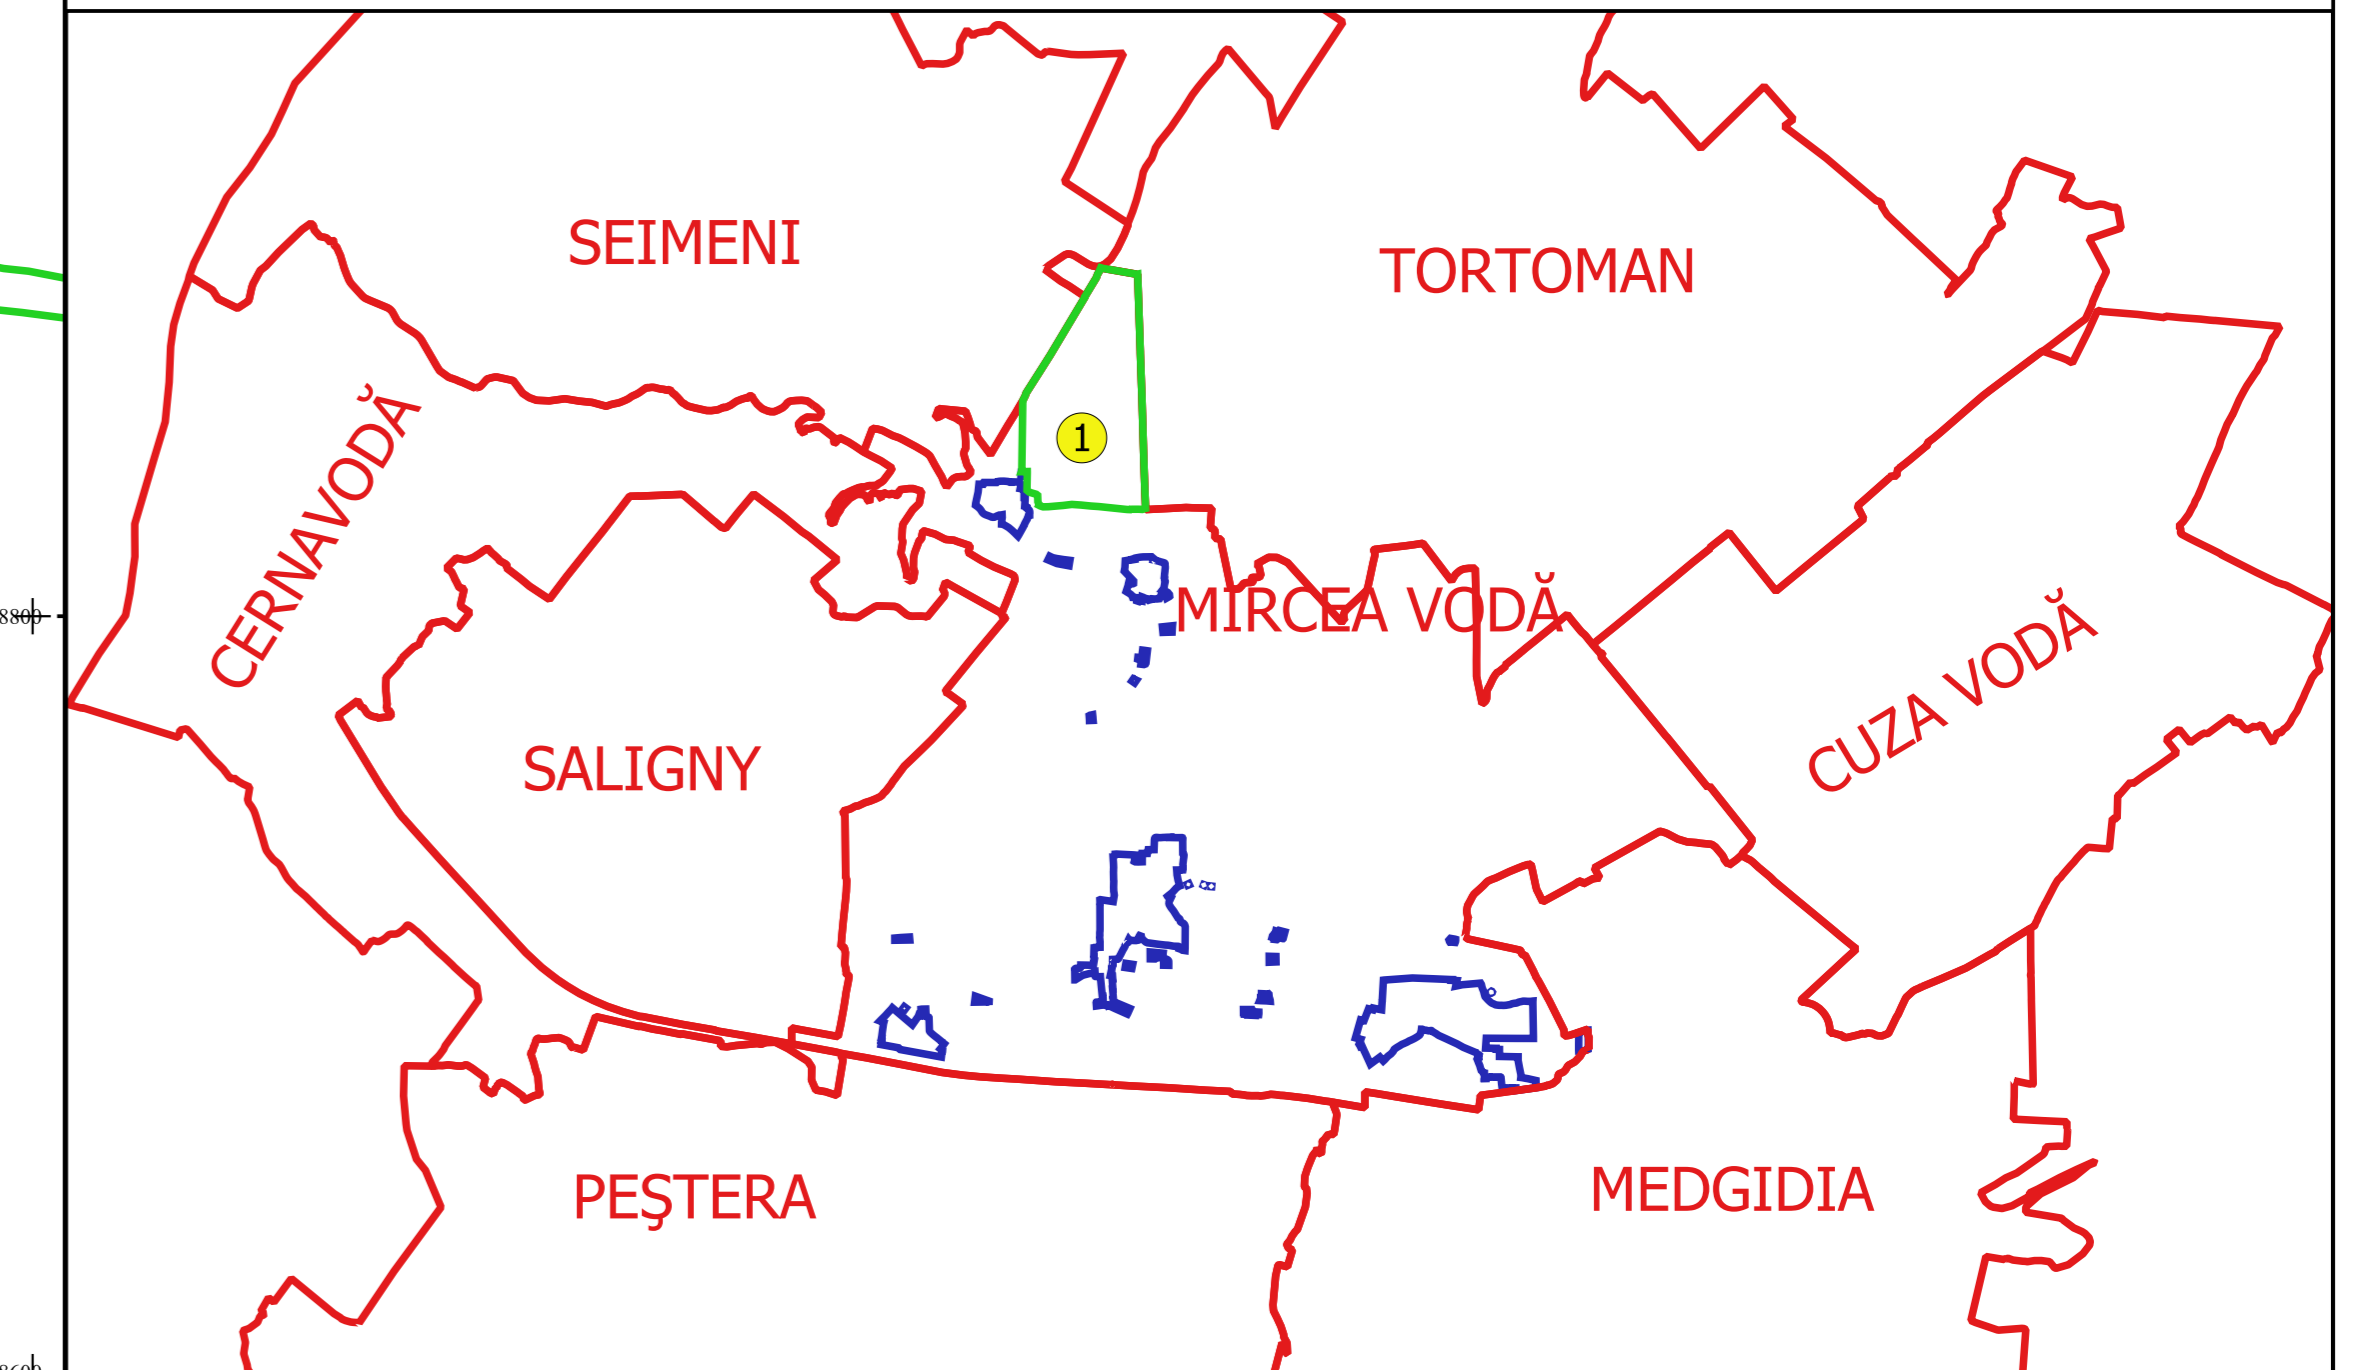 SEIMENI
TORTOMAN
CERNAVODĂ
1
MIRCEA VODĂ
CUZA VODĂ
SALIGNY
PEŞTERA
MEDGIDIA